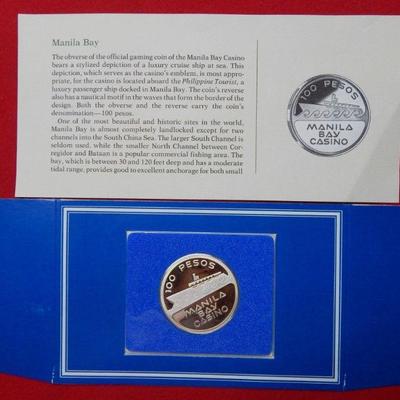 Manila Bay
The obverse of the official gaming coin of the Manila Bay Casino
bears a stylized depiction of a luxury cruise ship at sea. This
depiction, which serves as the casino's emblem, is most appro-
priate, for the casino is located aboard the Philippine Tourist, a
luxury passenger ship docked in Manila Bay. The coin's reverse
also has a nautical motif in the waves that form the border of the
design. Both the obverse and the reverse carry the coin's
denomination—100 pesos.
One of the most beautiful and historic sites in the world,
Manila Bay is almost completely landlocked except for two
channels into the South China Sea. The larger South Channel is
seldom used, while the smaller North Channel between Cor-
regidor and Bataan is a popular commercial fishing area. The
bay, which is between 30 and 120 feet deep and has a moderate
tidal range, provides good to excellent anchorage for both small
100 PESOS
MANILA
BAY
CASINO
100 PESOS
MANILA
BAY
CASINO